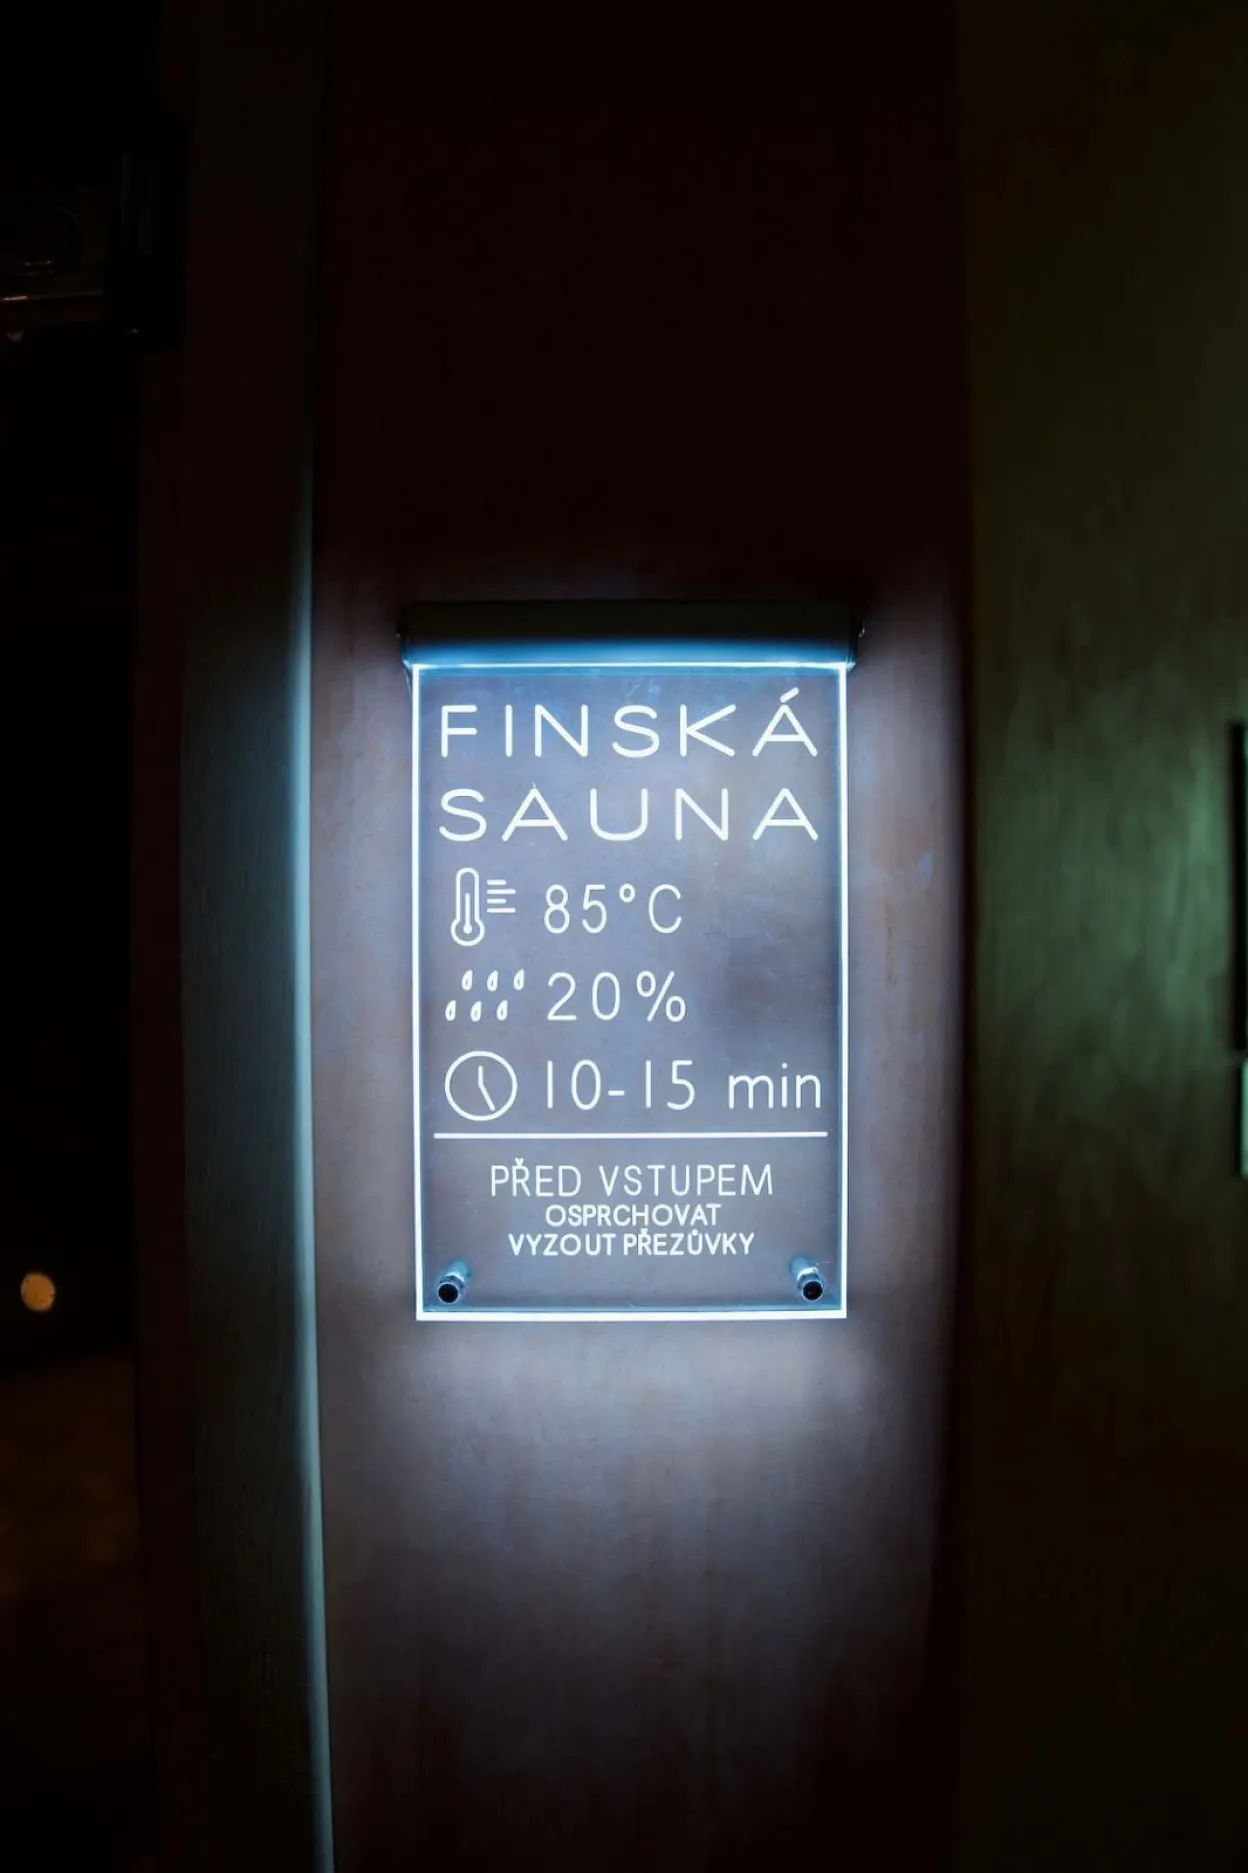 FINSKÁ
SAUNA
85°C
20%
10-15 min
PŘED VSTUPEM
OSPRCHOVAT
VYZOUT PŘEZŮVKY